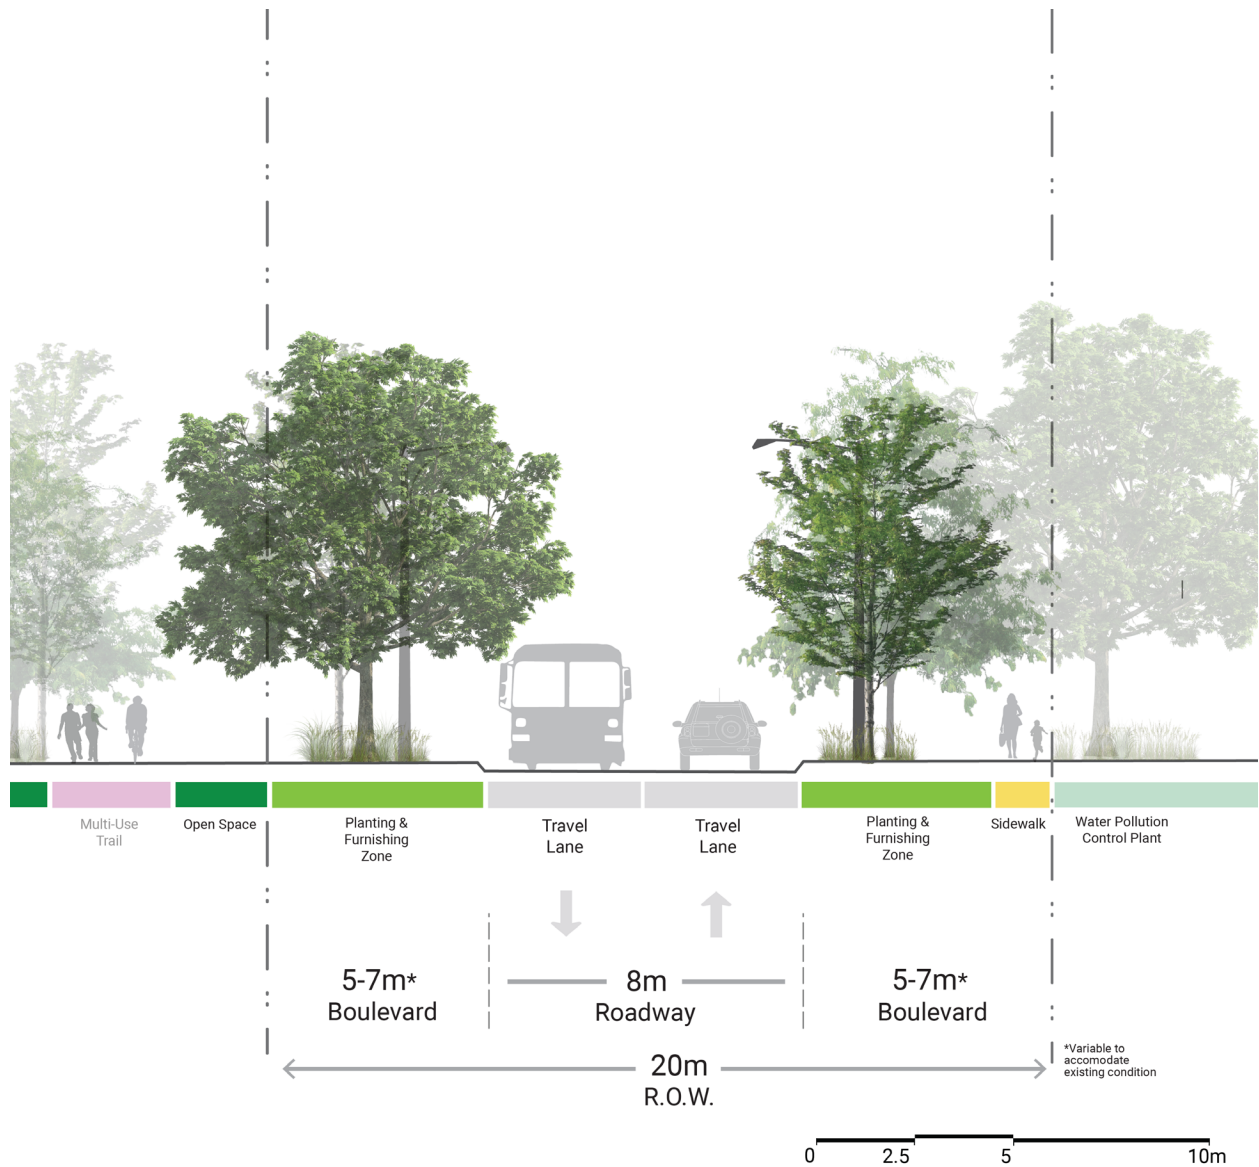 Multi-Use
Trail
Open Space
Planting &
Furnishing
Zone
Travel
Lane
Travel
Lane
Planting &
Furnishing
Zone
Sidewalk
Water Pollution
Control Plant
5-7m*
Boulevard
8m
Roadway
5-7m*
Boulevard
20m
R.O.W.
*Variable to
accomodate
existing condition
0 2.5 5 10m